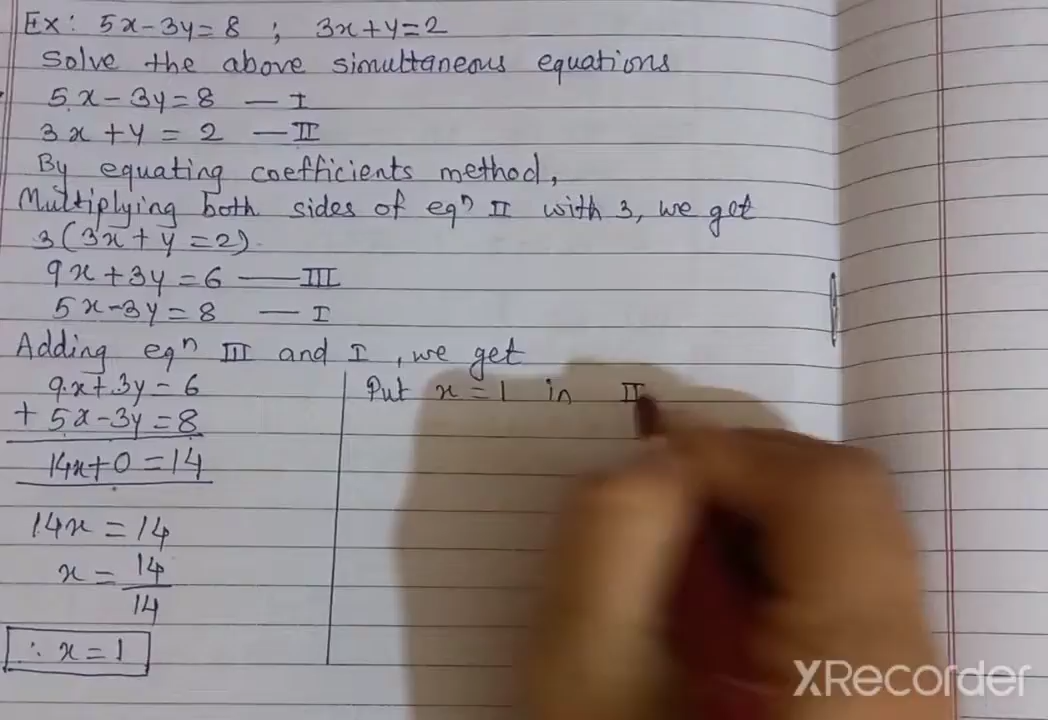 Ex: 5x-3y=8 ; 3x+y=2
Solve the above simultaneous equations
5x-3y=8 — I
3x+y=2 — II
By equating coefficients method,
Multiplying both sides of eqⁿ II with 3, we get
3(3x+y=2).
9x+3y=6 — III
5x-3y=8 — I
Adding eqⁿ III and I, we get
9x+3y=6
+ 5x-3y=8
14x+0=14
14x=14
x=14/14
∴ x=1
Put x=1 in II
XRecorder